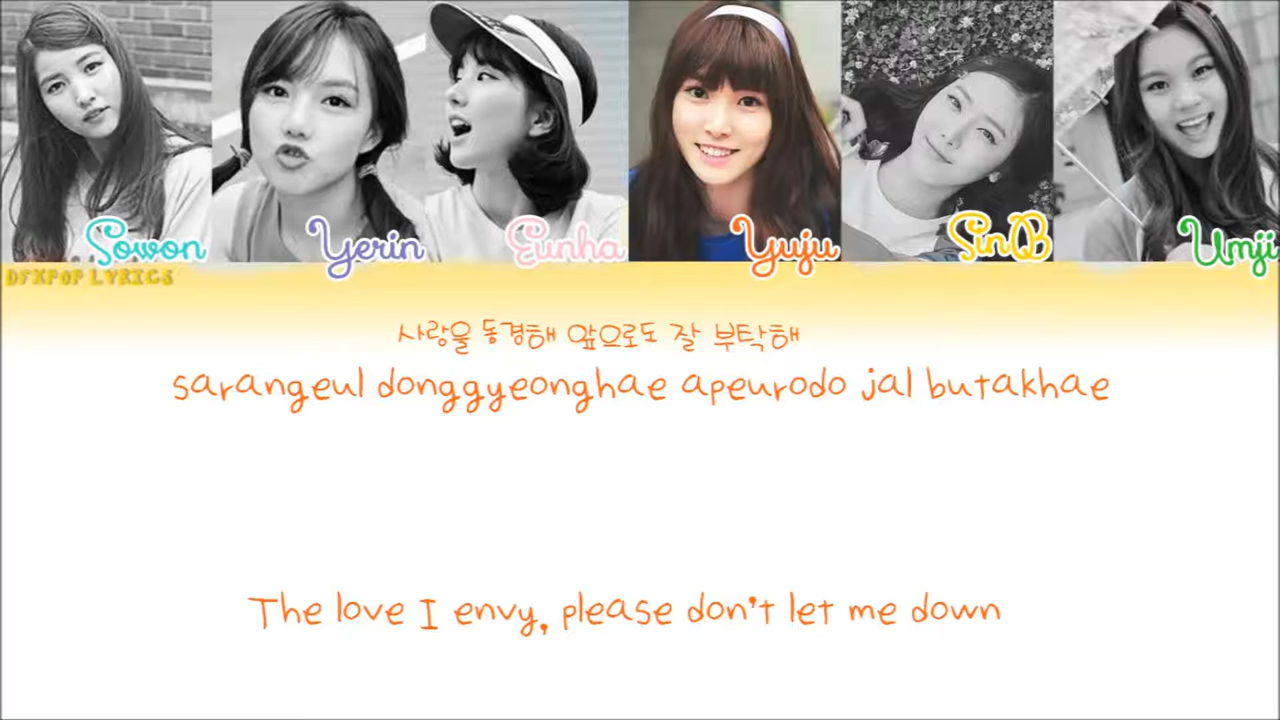 Sowon Yerin Eunha Yuju SinB Umji
DFXPOP LYRICS
사랑을 동경해 앞으로도 잘 부탁해
sarangeul donggyeonghae apeurodo jal butakhae
The love I envy, please don't let me down